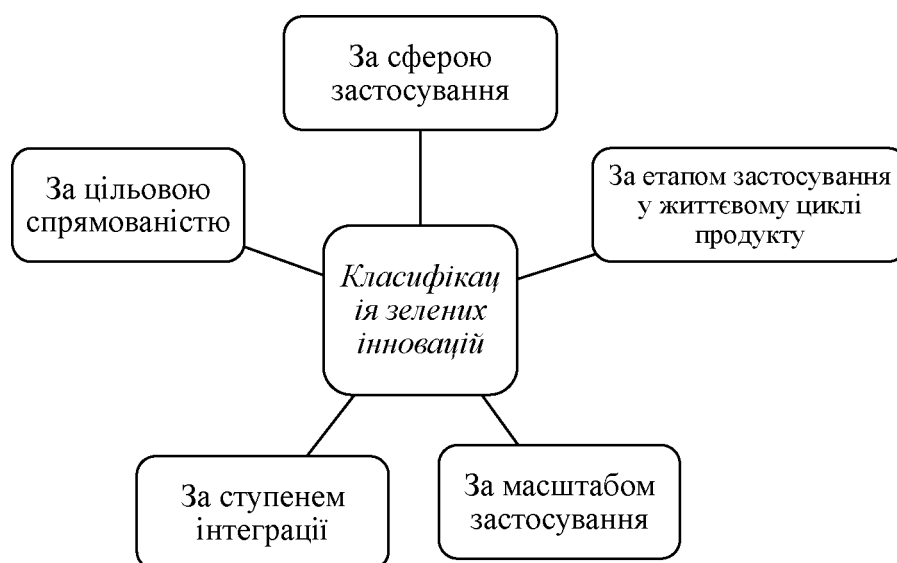 За сферою
застосування
За цільовою
спрямованістю
За етапом застосування
у життєвому циклі
продукту
Класифікац
ія зелених
інновацій
За ступенем
інтеграції
За масштабом
застосування